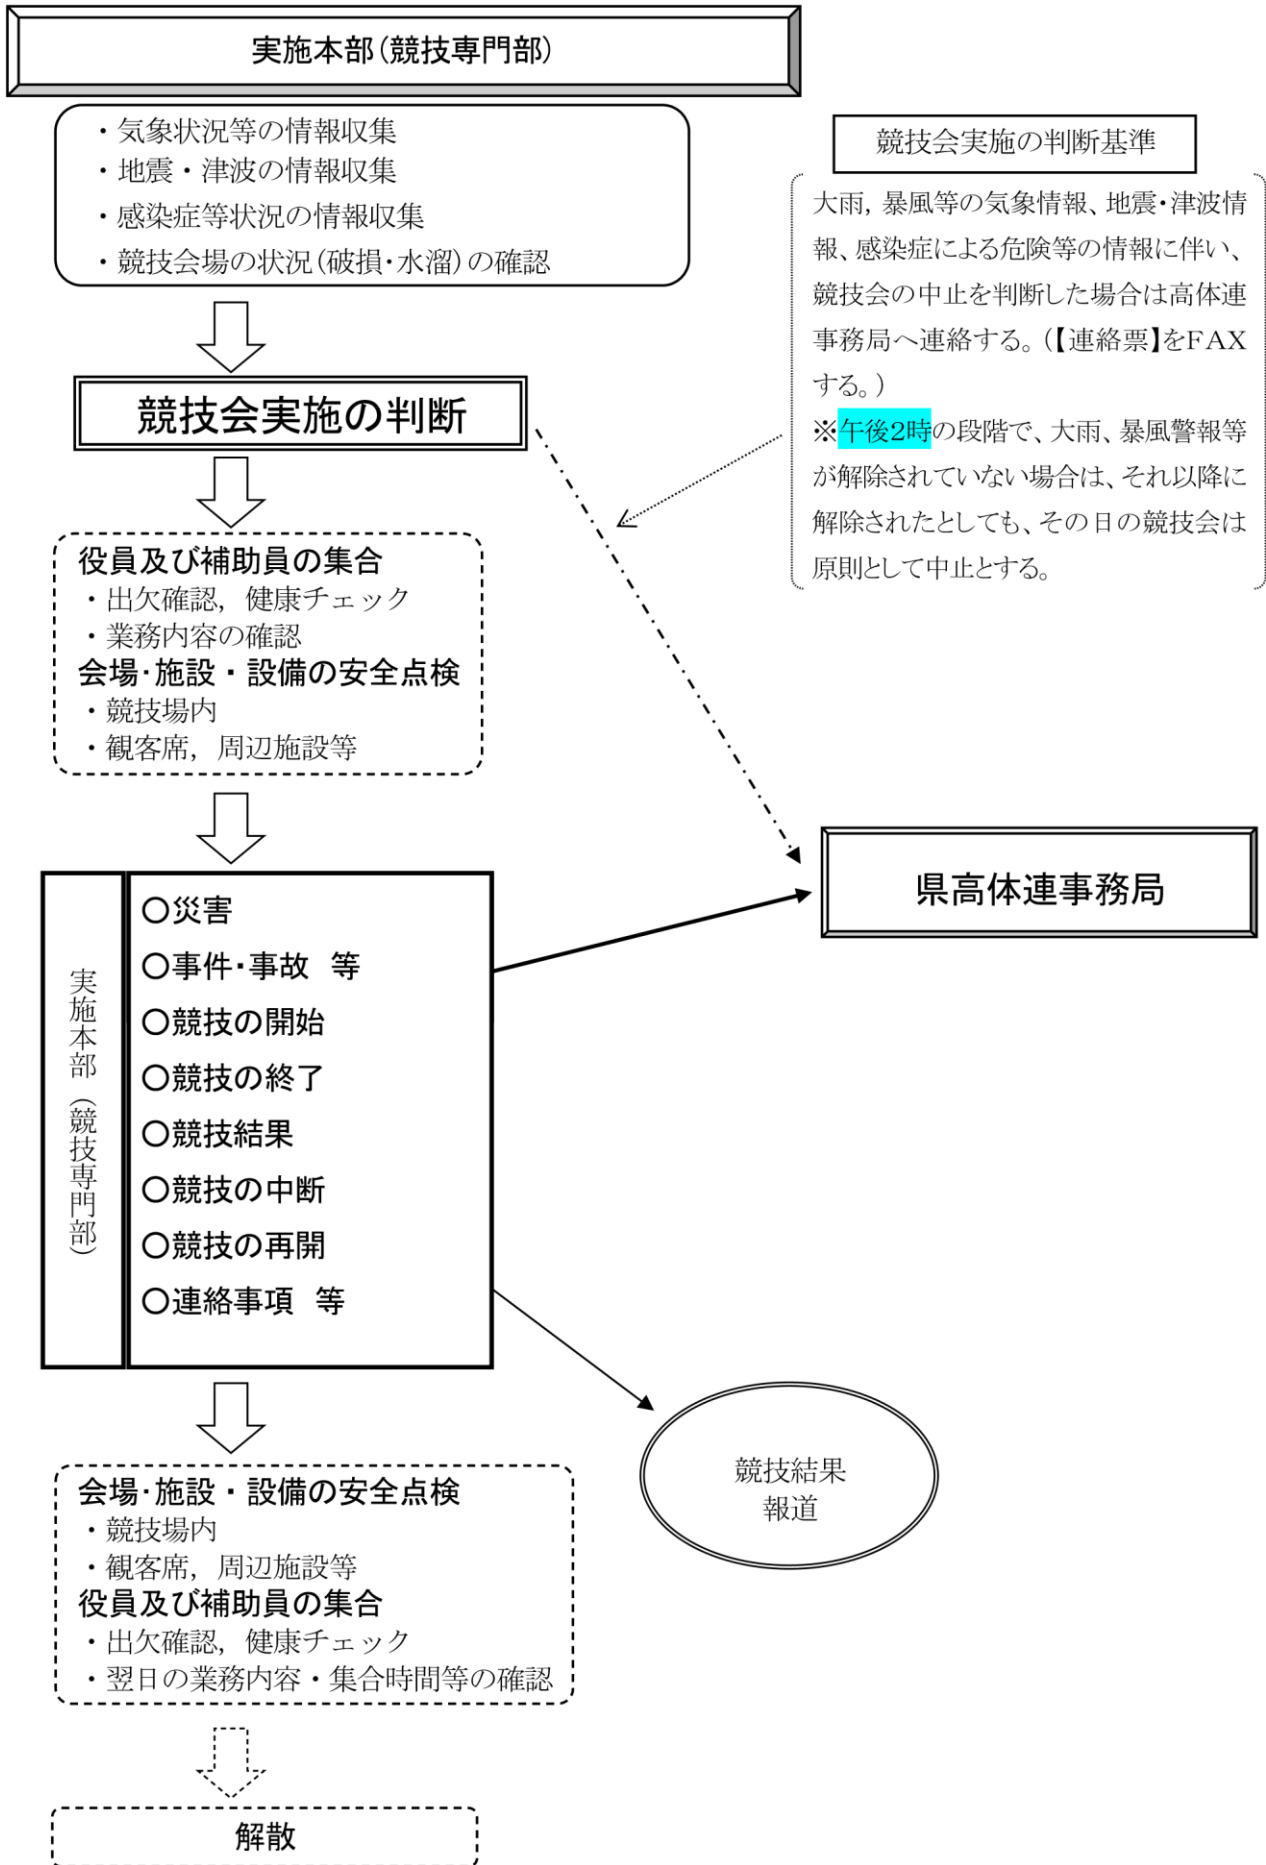 実施本部(競技専門部)
・気象状況等の情報収集
・地震・津波の情報収集
・感染症等状況の情報収集
・競技会場の状況(破損・水溜)の確認
競技会実施の判断基準
大雨, 暴風等の気象情報、地震・津波情
報、感染症による危険等の情報に伴い、
競技会の中止を判断した場合は高体連
事務局へ連絡する。(【連絡票】をFAX
する。)
※午後2時の段階で、大雨、暴風警報等
が解除されていない場合は、それ以降に
解除されたとしても、その日の競技会は
原則として中止とする。
競技会実施の判断
役員及び補助員の集合
・出欠確認, 健康チェック
・業務内容の確認
会場・施設・設備の安全点検
・競技場内
・観客席, 周辺施設等
県高体連事務局
実施本部(競技専門部)
○災害
○事件・事故 等
○競技の開始
○競技の終了
○競技結果
○競技の中断
○競技の再開
○連絡事項 等
競技結果
報道
会場・施設・設備の安全点検
・競技場内
・観客席, 周辺施設等
役員及び補助員の集合
・出欠確認, 健康チェック
・翌日の業務内容・集合時間等の確認
解散